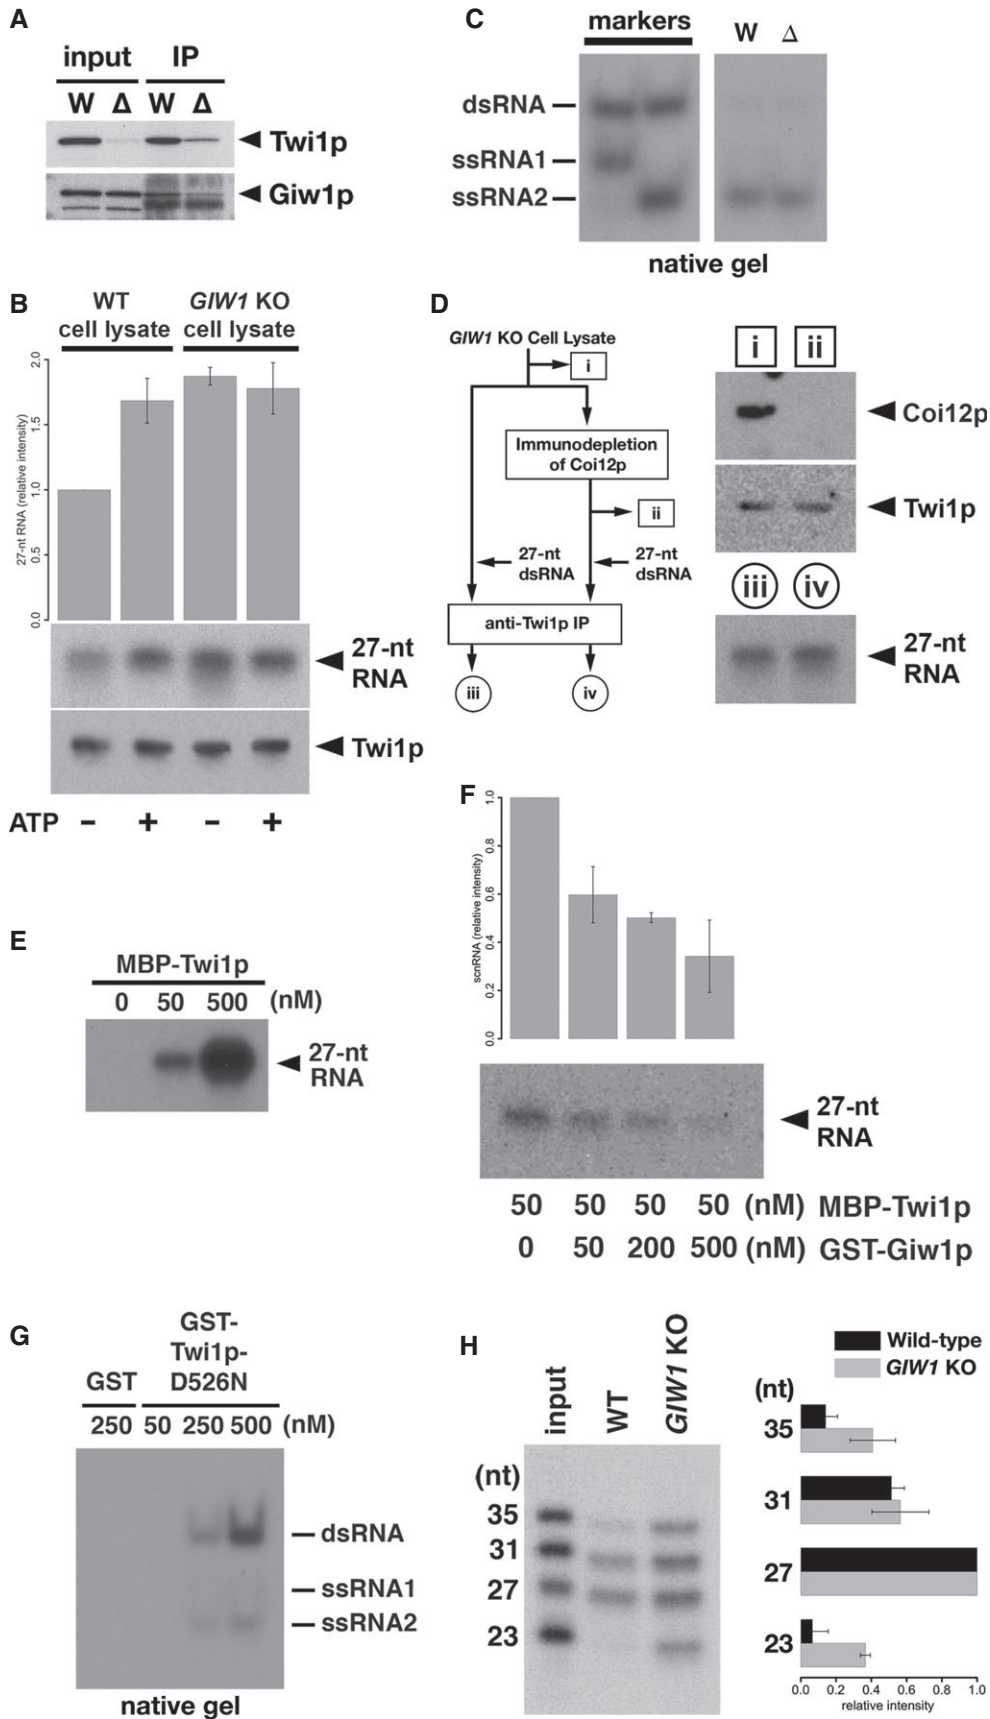 A
input IP
W Δ W Δ
Twi1p
Giw1p
B
WT
cell lysate
GIW1 KO
cell lysate
27-nt RNA (relative intensity)
2.0
1.5
1.0
0.5
0.0
27-nt
RNA
Twi1p
ATP − + − +
C
markers
W Δ
dsRNA
ssRNA1
ssRNA2
native gel
D
GIW1 KO Cell Lysate
i
Immunodepletion
of Coi12p
ii
27-nt
dsRNA
27-nt
dsRNA
anti-Twi1p IP
iii
iv
i ii
Coi12p
Twi1p
iii iv
27-nt
RNA
E
MBP-Twi1p
0 50 500 (nM)
27-nt
RNA
F
scnRNA (relative intensity)
1.0
0.8
0.6
0.4
0.2
0.0
27-nt
RNA
50 50 50 50 (nM) MBP-Twi1p
0 50 200 500 (nM) GST-Giw1p
G
GST-
Twi1p-
D526N
GST
250 50 250 500 (nM)
dsRNA
ssRNA1
ssRNA2
native gel
H
input
WT
GIW1 KO
(nt)
35
31
27
23
Wild-type
GIW1 KO
(nt)
35
31
27
23
0.0 0.2 0.4 0.6 0.8 1.0
relative intensity